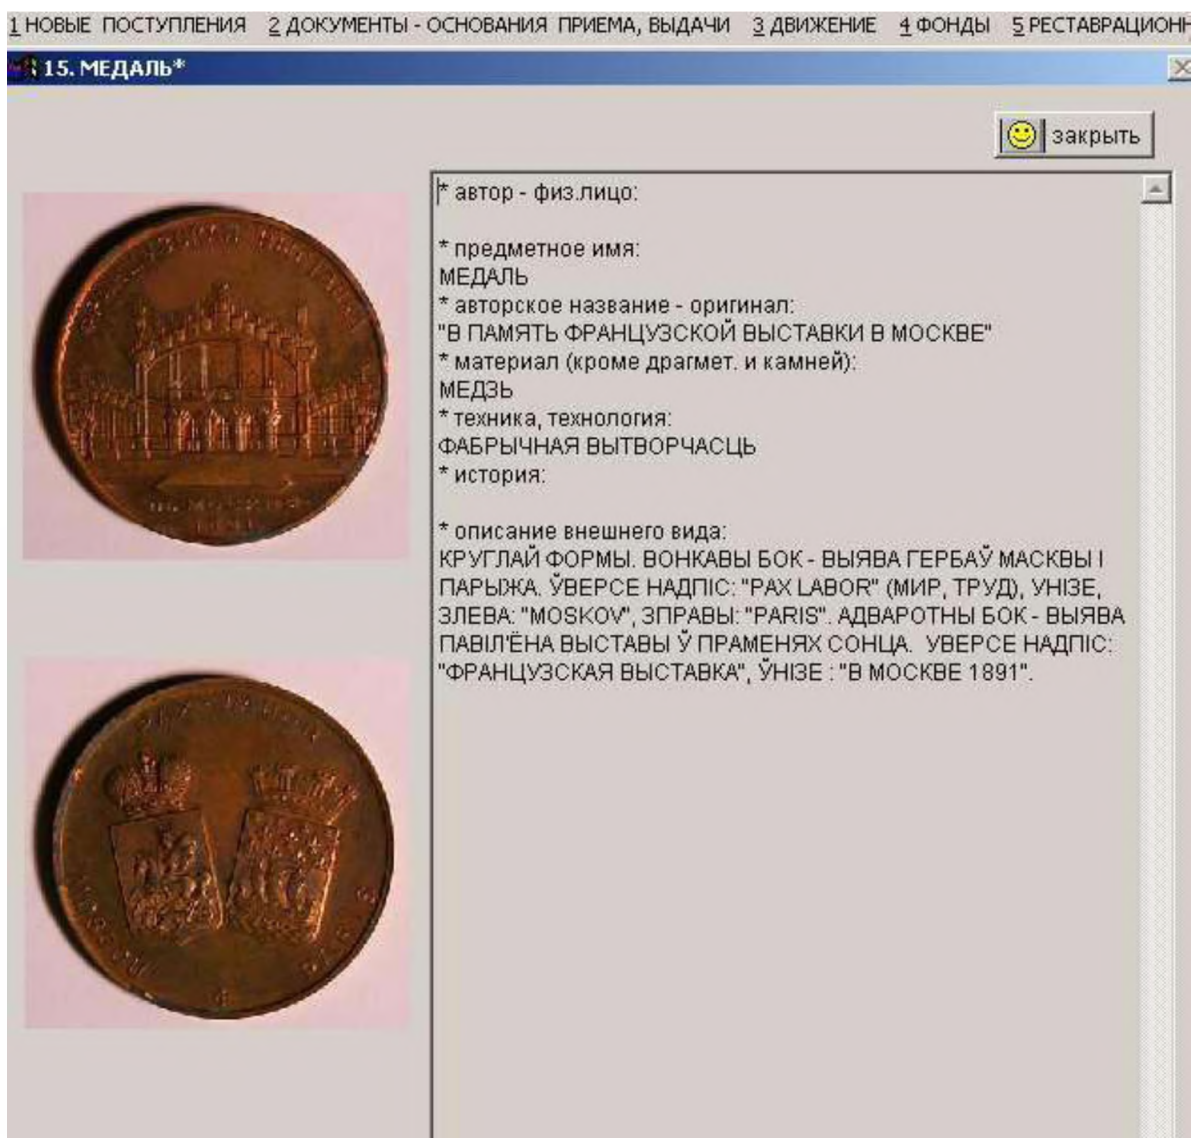 1 НОВЫЕ ПОСТУПЛЕНИЯ 2 ДОКУМЕНТЫ - ОСНОВАНИЯ ПРИЕМА, ВЫДАЧИ 3 ДВИЖЕНИЕ 4 ФОНДЫ 5 РЕСТАВРАЦИОНН
15. МЕДАЛЬ*
закрыть
* автор - физ.лицо:
* предметное имя:
МЕДАЛЬ
* авторское название - оригинал:
"В ПАМЯТЬ ФРАНЦУЗСКОЙ ВЫСТАВКИ В МОСКВЕ"
* материал (кроме драгмет. и камней):
МЕДЗЬ
* техника, технология:
ФАБРЫЧНАЯ ВЫТВОРЧАСЦЬ
* история:
* описание внешнего вида:
КРУГЛАЙ ФОРМЫ. ВОНКАВЫ БОК - ВЫЯВА ГЕРБАЎ МАСКВЫ І
ПАРЫЖА. ЎВЕРСЕ НАДПІС: "PAX LABOR" (МИР, ТРУД), УНІЗЕ,
ЗЛЕВА: "MOSKOV", ЗПРАВЫ: "PARIS". АДВАРОТНЫ БОК - ВЫЯВА
ПАВІЛ'ЁНА ВЫСТАВЫ Ў ПРАМЕНЯХ СОНЦА. УВЕРСЕ НАДПІС:
"ФРАНЦУЗСКАЯ ВЫСТАВКА", ЎНІЗЕ : "В МОСКВЕ 1891".